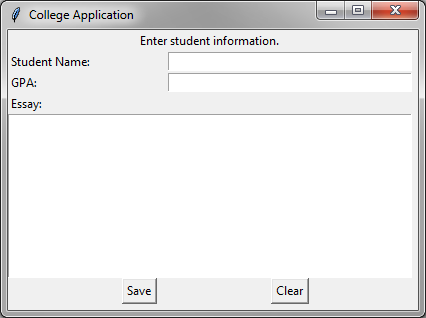 College Application
Enter student information.
Student Name:
GPA:
Essay:
Save Clear